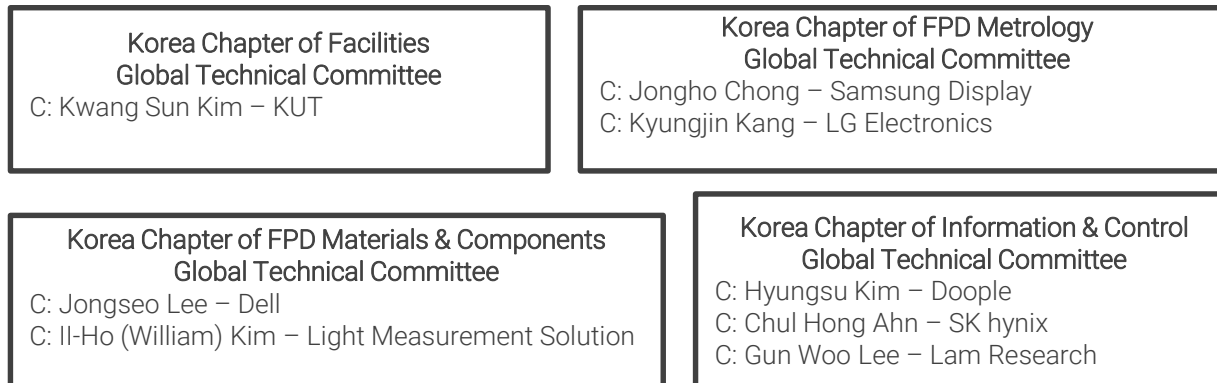 Korea Chapter of Facilities
Global Technical Committee
C: Kwang Sun Kim – KUT
Korea Chapter of FPD Metrology
Global Technical Committee
C: Jongho Chong – Samsung Display
C: Kyungjin Kang – LG Electronics
Korea Chapter of FPD Materials & Components
Global Technical Committee
C: Jongseo Lee – Dell
C: Il-Ho (William) Kim – Light Measurement Solution
Korea Chapter of Information & Control
Global Technical Committee
C: Hyungsu Kim – Doople
C: Chul Hong Ahn – SK hynix
C: Gun Woo Lee – Lam Research